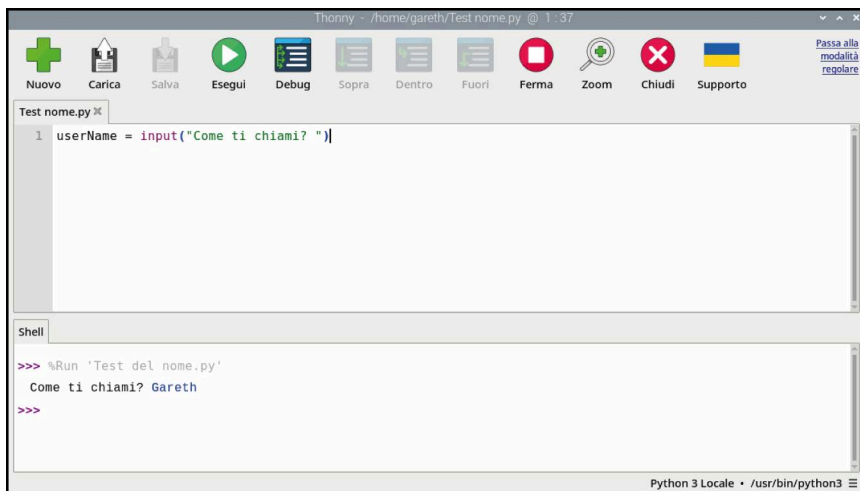 Thonny - /home/gareth/Test nome.py @ 1:37
Nuovo Carica Salva Esegui Debug Sopra Dentro Fuori Ferma Zoom Chiudi Supporto
Passa alla
modalità
regolare
Test nome.py
1 userName = input("Come ti chiami? ")
Shell
>>> %Run 'Test del nome.py'
Come ti chiami? Gareth
>>>
Python 3 Locale • /usr/bin/python3 ☰